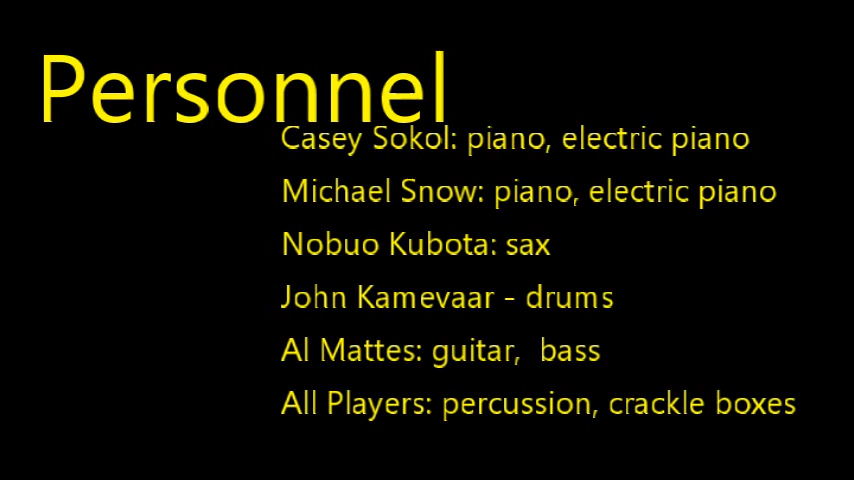 Personnel
Casey Sokol: piano, electric piano
Michael Snow: piano, electric piano
Nobuo Kubota: sax
John Kamevaar - drums
Al Mattes: guitar,  bass
All Players: percussion, crackle boxes